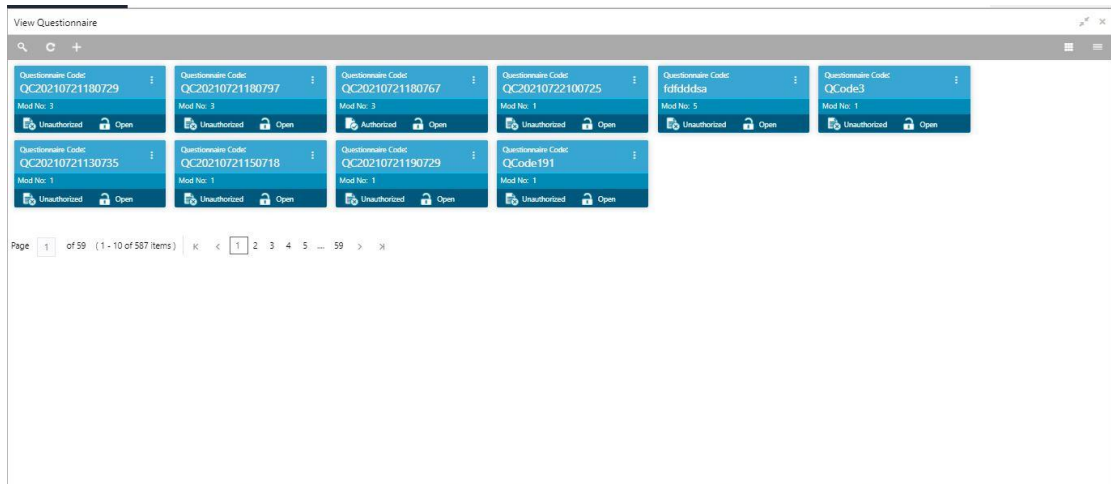 View Questionnaire
Questionnaire Code: Questionnaire Code: Questionnaire Code: Questionnaire Code: Questionnaire Code: Questionnaire Code:
QC20210721180729 QC20210721180797 QC20210721180767 QC20210722100725 fdfdddsa QCode3
Mod No: 3 Mod No: 3 Mod No: 3 Mod No: 1 Mod No: 5 Mod No: 1
Unauthorized Open Unauthorized Open Authorized Open Unauthorized Open Unauthorized Open Unauthorized Open
Questionnaire Code: Questionnaire Code: Questionnaire Code: Questionnaire Code:
QC20210721130735 QC20210721150718 QC20210721190729 QCode191
Mod No: 1 Mod No: 1 Mod No: 1 Mod No: 1
Unauthorized Open Unauthorized Open Unauthorized Open Unauthorized Open
Page 1 of 59 (1 - 10 of 587 items) 1 2 3 4 5 ... 59